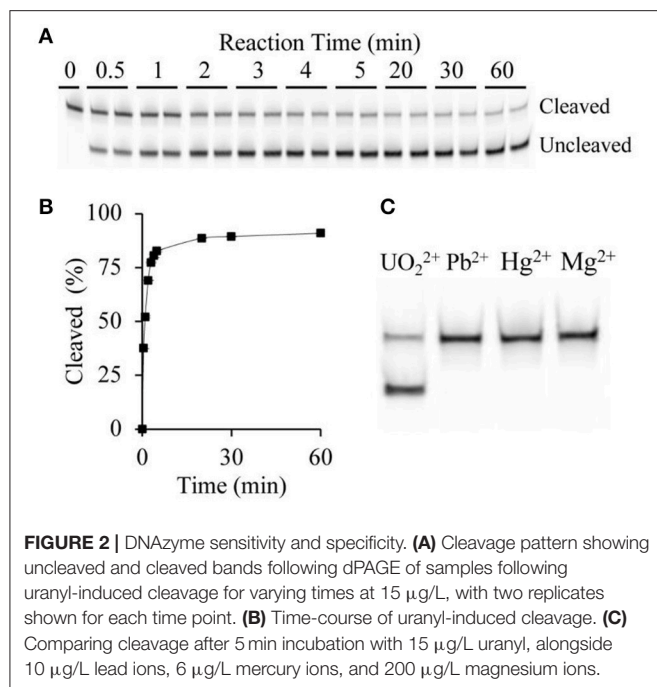 A
Reaction Time (min)
0 0.5 1 2 3 4 5 20 30 60
Cleaved
Uncleaved
B
100
75
50
25
0
Cleaved (%)
0 30 60
Time (min)
C
UO₂²⁺ Pb²⁺ Hg²⁺ Mg²⁺
FIGURE 2 | DNAzyme sensitivity and specificity. (A) Cleavage pattern showing
uncleaved and cleaved bands following dPAGE of samples following
uranyl-induced cleavage for varying times at 15 μg/L, with two replicates
shown for each time point. (B) Time-course of uranyl-induced cleavage. (C)
Comparing cleavage after 5 min incubation with 15 μg/L uranyl, alongside
10 μg/L lead ions, 6 μg/L mercury ions, and 200 μg/L magnesium ions.